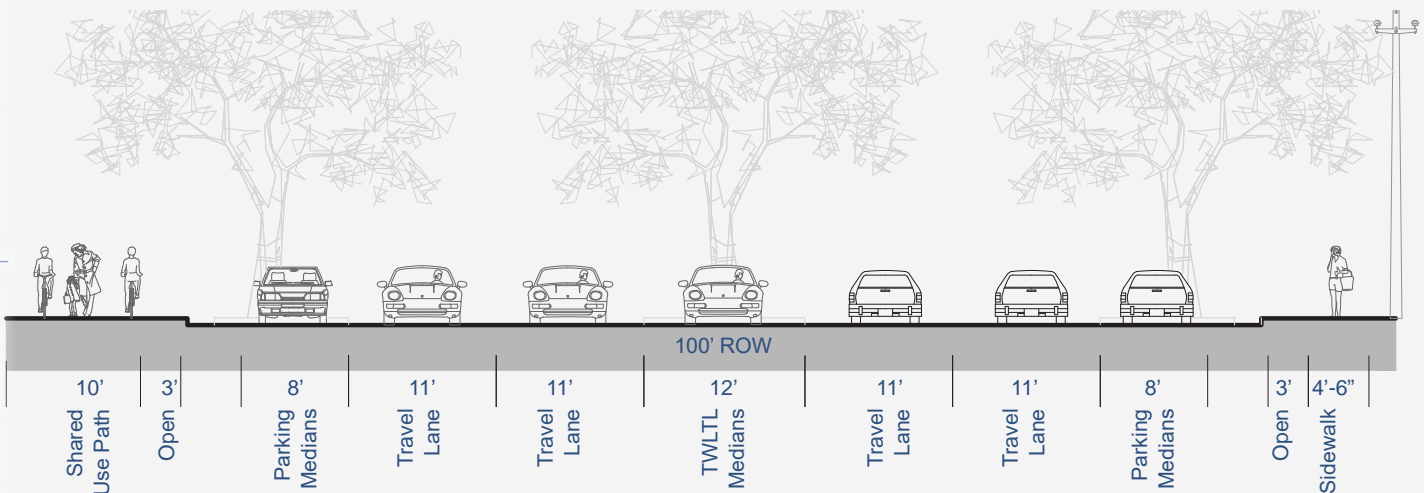 100’ ROW
10’ 3’ 8’ 11’ 11’ 12’ 11’ 11’ 8’ 3’ 4’-6”
Shared
Use Path
Open
Parking
Medians
Travel
Lane
Travel
Lane
TWLTL
Medians
Travel
Lane
Travel
Lane
Parking
Medians
Open
Sidewalk